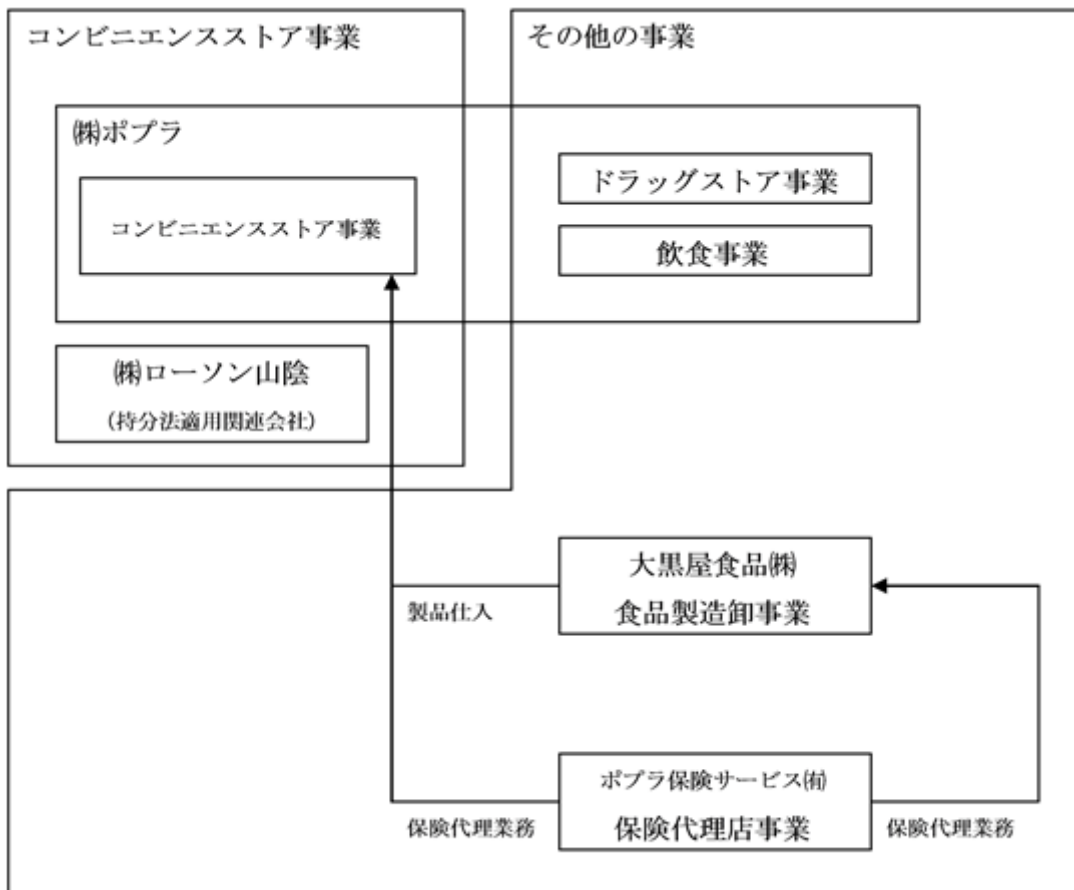 コンビニエンスストア事業
その他の事業
㈱ポプラ
コンビニエンスストア事業
ドラッグストア事業
飲食事業
㈱ローソン山陰
(持分法適用関連会社)
大黒屋食品㈱
食品製造卸事業
製品仕入
ポプラ保険サービス㈲
保険代理店事業
保険代理業務
保険代理業務